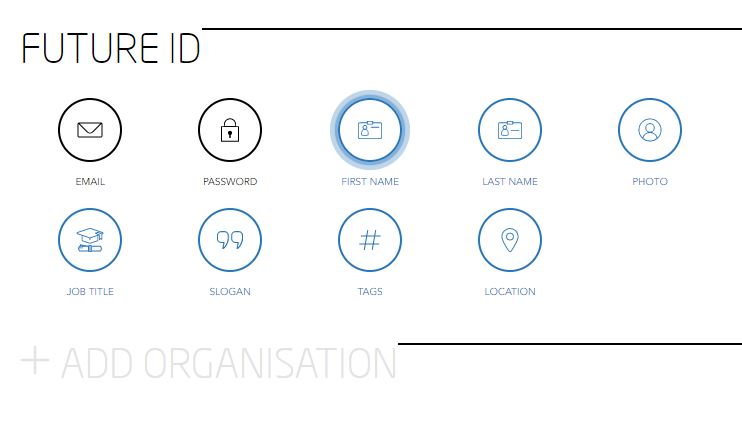 FUTURE ID
EMAIL
PASSWORD
FIRST NAME
LAST NAME
PHOTO
JOB TITLE
SLOGAN
TAGS
LOCATION
+ ADD ORGANISATION